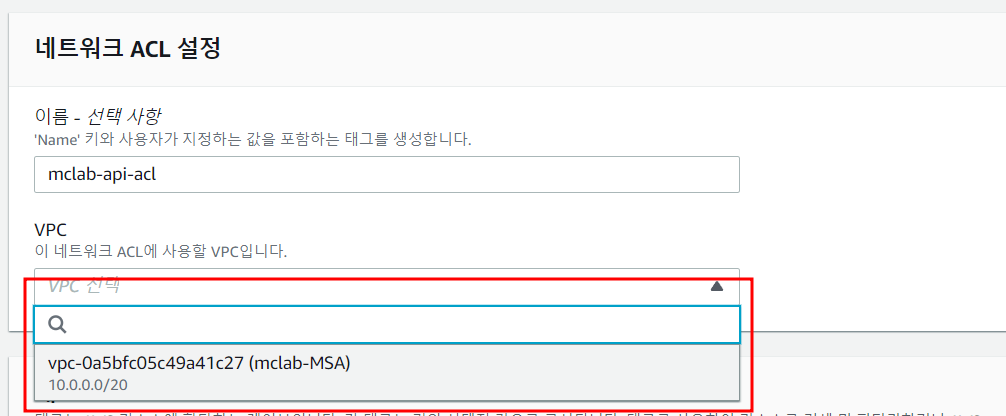 네트워크 ACL 설정
이름 - 선택 사항
'Name' 키와 사용자가 지정하는 값을 포함하는 태그를 생성합니다.
mclab-api-acl
VPC
이 네트워크 ACL에 사용할 VPC입니다.
VPC 선택
vpc-0a5bfc05c49a41c27 (mclab-MSA)
10.0.0.0/20